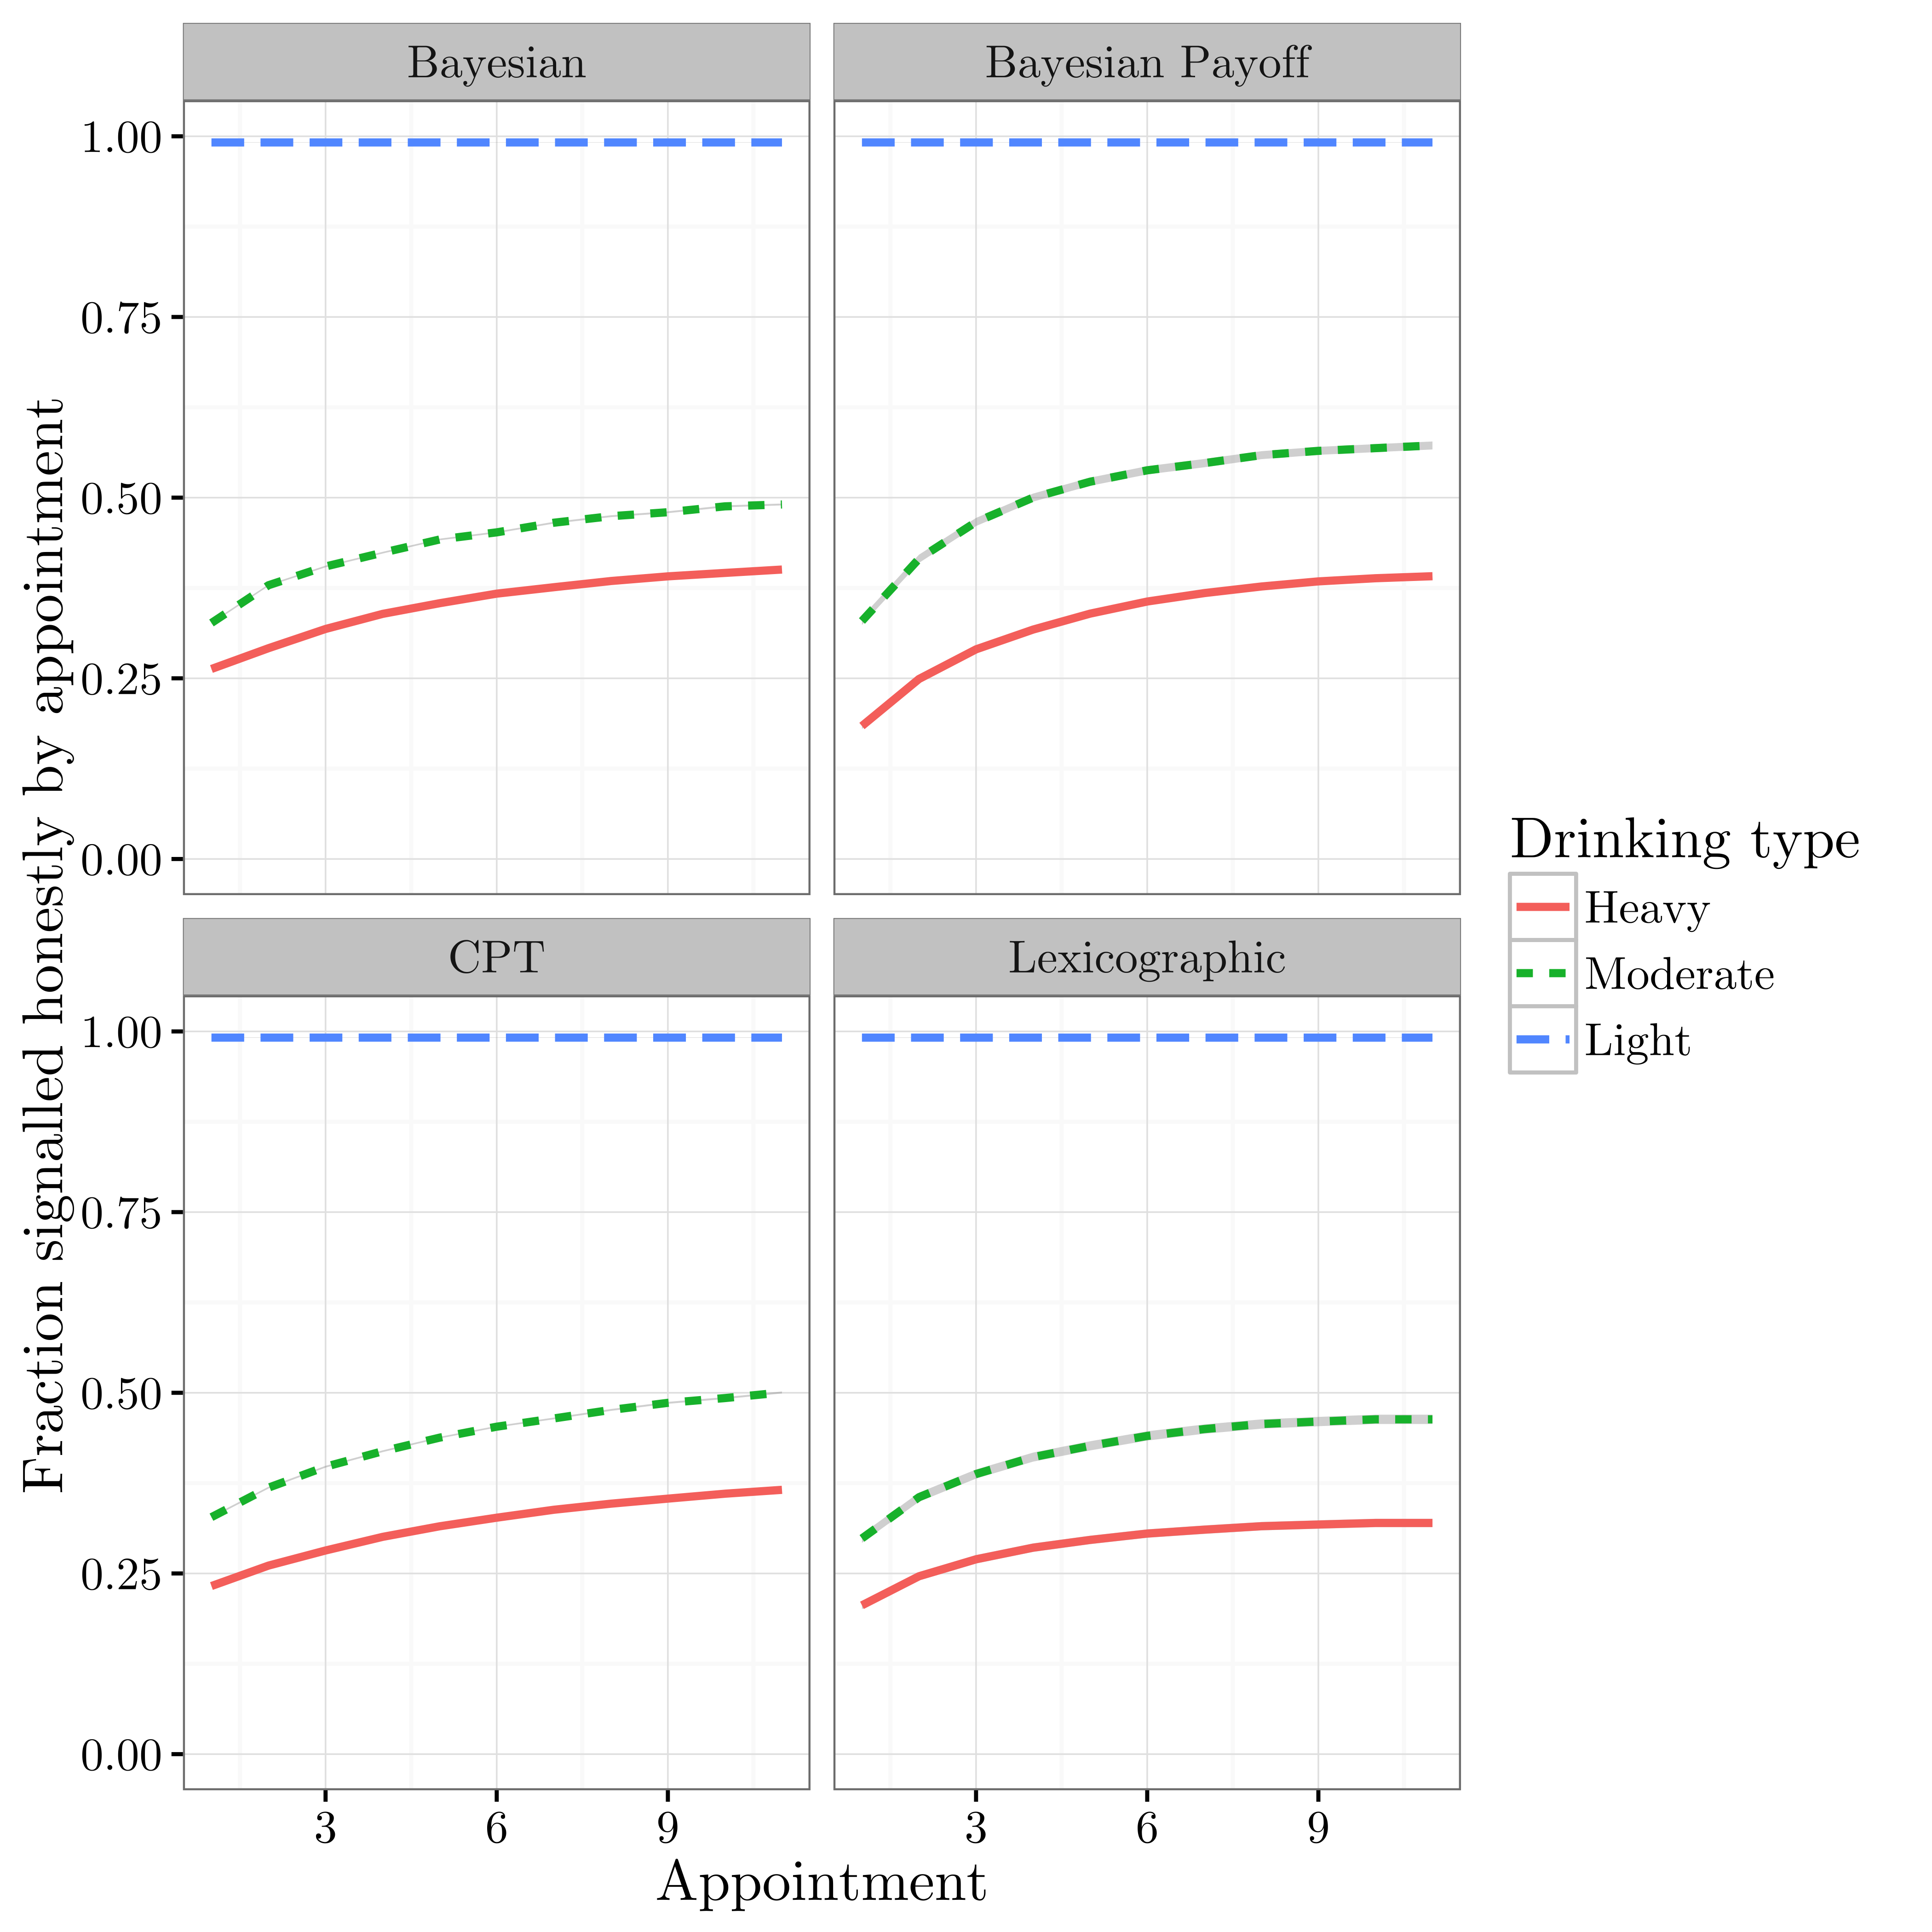 Bayesian
Bayesian Payoff
1.00
0.75
0.50
0.25
0.00
CPT
Lexicographic
1.00
0.75
0.50
0.25
0.00
3
6
9
3
6
9
Appointment
Fraction signalled honestly by appointment
Drinking type
Heavy
Moderate
Light